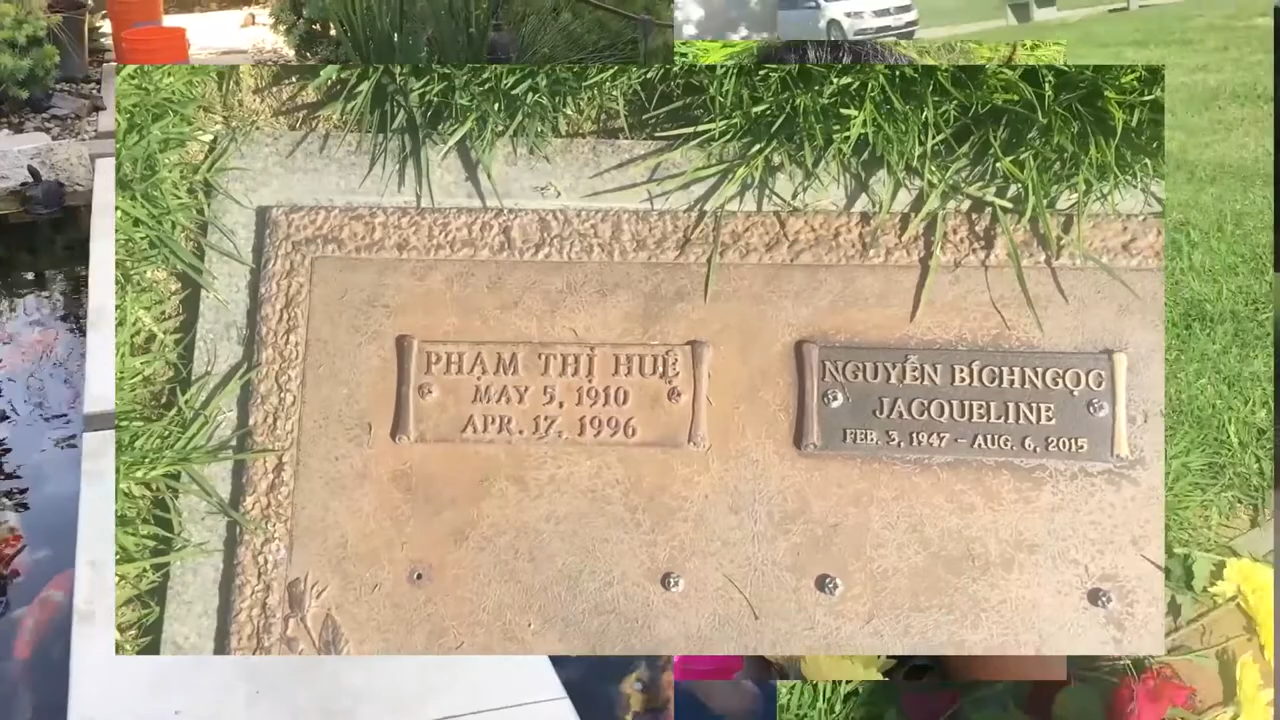 PHẠM THỊ HUỆ
MAY 5, 1910
APR. 17, 1996
NGUYỄN BÍCHNGỌC
JACQUELINE
FEB. 3, 1947 – AUG. 6, 2015